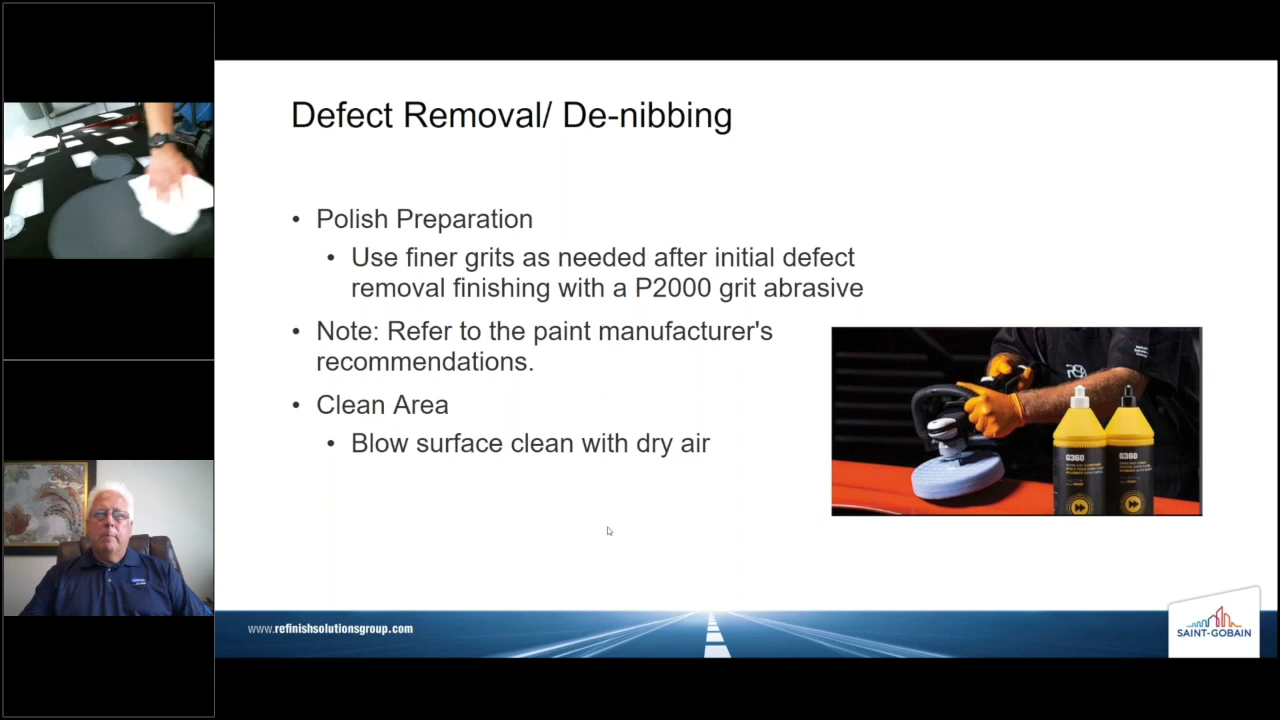 Defect Removal/ De-nibbing
• Polish Preparation
• Use finer grits as needed after initial defect
removal finishing with a P2000 grit abrasive
• Note: Refer to the paint manufacturer's
recommendations.
• Clean Area
• Blow surface clean with dry air
G360
G360
www.refinishsolutionsgroup.com
SAINT-GOBAIN